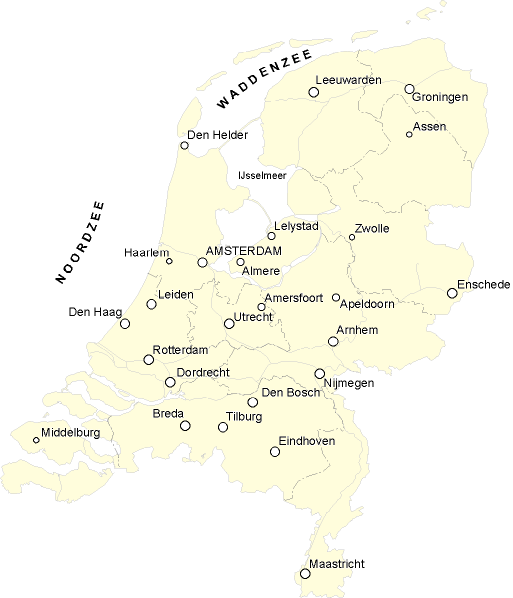 WADDENZEE
Leeuwarden
Groningen
Assen
Den Helder
IJsselmeer
NOORDZEE
Lelystad
Zwolle
Haarlem
AMSTERDAM
Almere
Enschede
Leiden
Amersfoort
Apeldoorn
Den Haag
Utrecht
Arnhem
Rotterdam
Dordrecht
Nijmegen
Den Bosch
Breda
Tilburg
Middelburg
Eindhoven
Maastricht